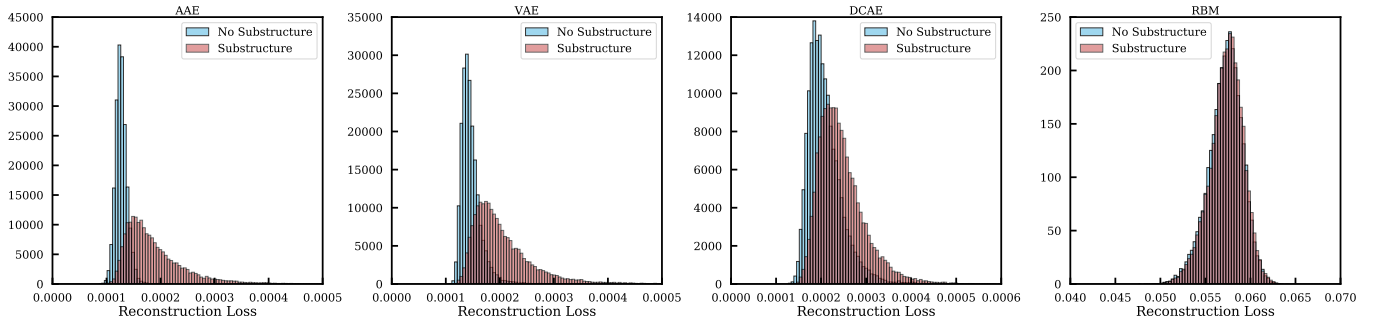 AAE
45000
40000
35000
30000
25000
20000
15000
10000
5000
0
0.0000 0.0001 0.0002 0.0003 0.0004 0.0005
Reconstruction Loss
No Substructure
Substructure
VAE
35000
30000
25000
20000
15000
10000
5000
0
0.0000 0.0001 0.0002 0.0003 0.0004 0.0005
Reconstruction Loss
No Substructure
Substructure
DCAE
14000
12000
10000
8000
6000
4000
2000
0
0.0000 0.0001 0.0002 0.0003 0.0004 0.0005 0.0006
Reconstruction Loss
No Substructure
Substructure
RBM
250
200
150
100
50
0
0.040 0.045 0.050 0.055 0.060 0.065 0.070
Reconstruction Loss
No Substructure
Substructure